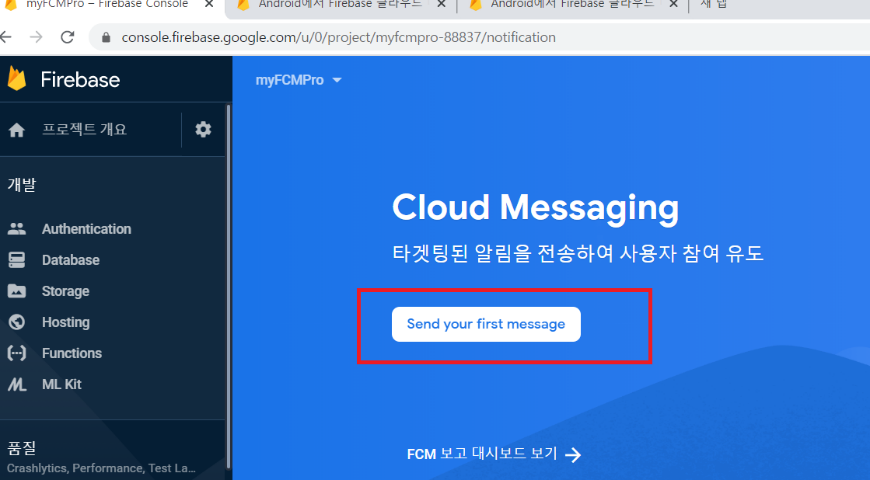 myFCMPro – Firebase Console
Android에서 Firebase 클라우드
Android에서 Firebase 클라우드
새 탭
console.firebase.google.com/u/0/project/myfcmpro-88837/notification
Firebase
프로젝트 개요
개발
Authentication
Database
Storage
Hosting
Functions
ML Kit
품질
Crashlytics, Performance, Test La...
myFCMPro
Cloud Messaging
타겟팅된 알림을 전송하여 사용자 참여 유도
Send your first message
FCM 보고 대시보드 보기